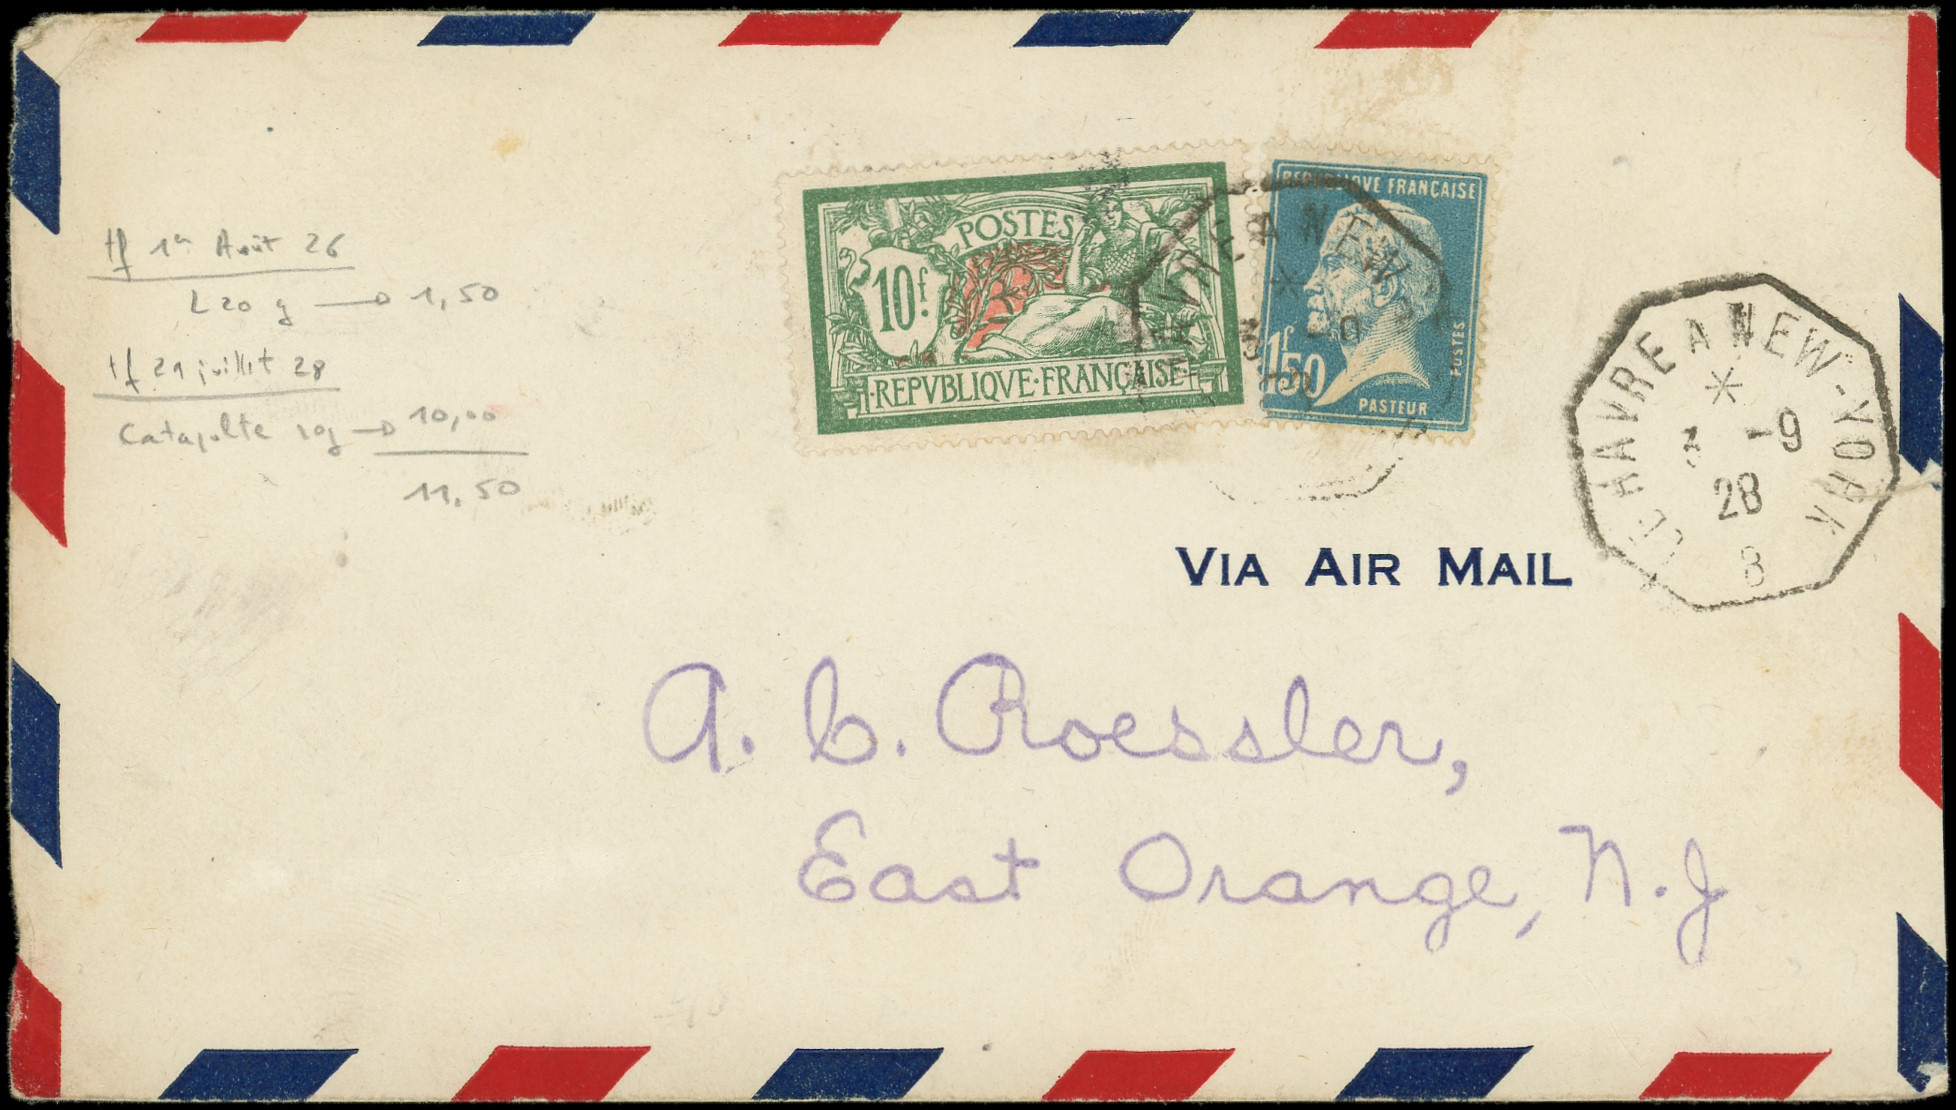 POSTES
10f.
REPVBLIQVE·FRANÇAISE
REPUBLIQUE FRANÇAISE
1f50
POSTES
PASTEUR
LE HAVRE A NEW-YORK
3 -9
28
8
Tf 1er Août 26
L 20 g → 1,50
Tf 21 juillet 28
Catapulte 10g → 10,00
11.50
VIA AIR MAIL
A. C. Roessler,
East Orange, N.J